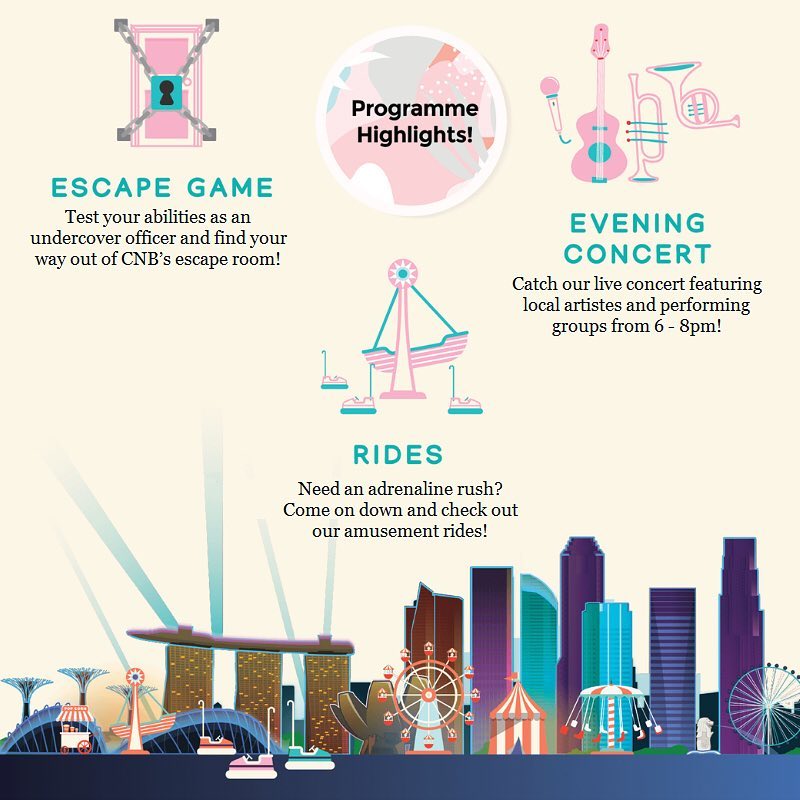 Programme
Highlights!
ESCAPE GAME
Test your abilities as an
undercover officer and find your
way out of CNB’s escape room!
EVENING
CONCERT
Catch our live concert featuring
local artistes and performing
groups from 6 - 8pm!
RIDES
Need an adrenaline rush?
Come on down and check out
our amusement rides!
POP CORN